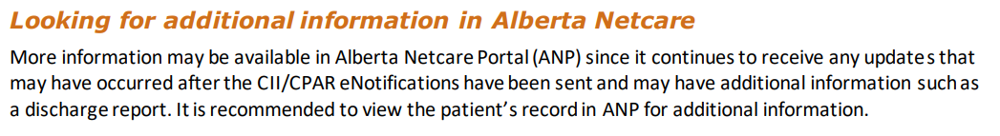 Looking for additional information in Alberta Netcare
More information may be available in Alberta Netcare Portal (ANP) since it continues to receive any updates that
may have occurred after the CII/CPAR eNotifications have been sent and may have additional information such as
a discharge report. It is recommended to view the patient’s record in ANP for additional information.